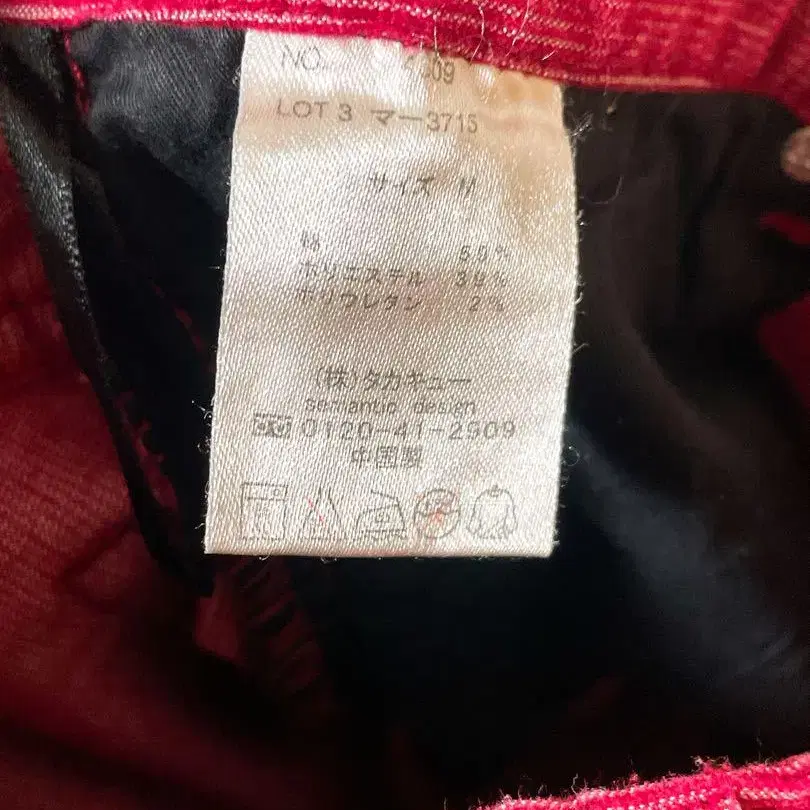 NO.
LOT 3 マー3715
サイズ M
綿 59%
ポリエステル 39%
ポリウレタン 2%
(株)タカキュー
semantic design
0120-41-2909
中国製